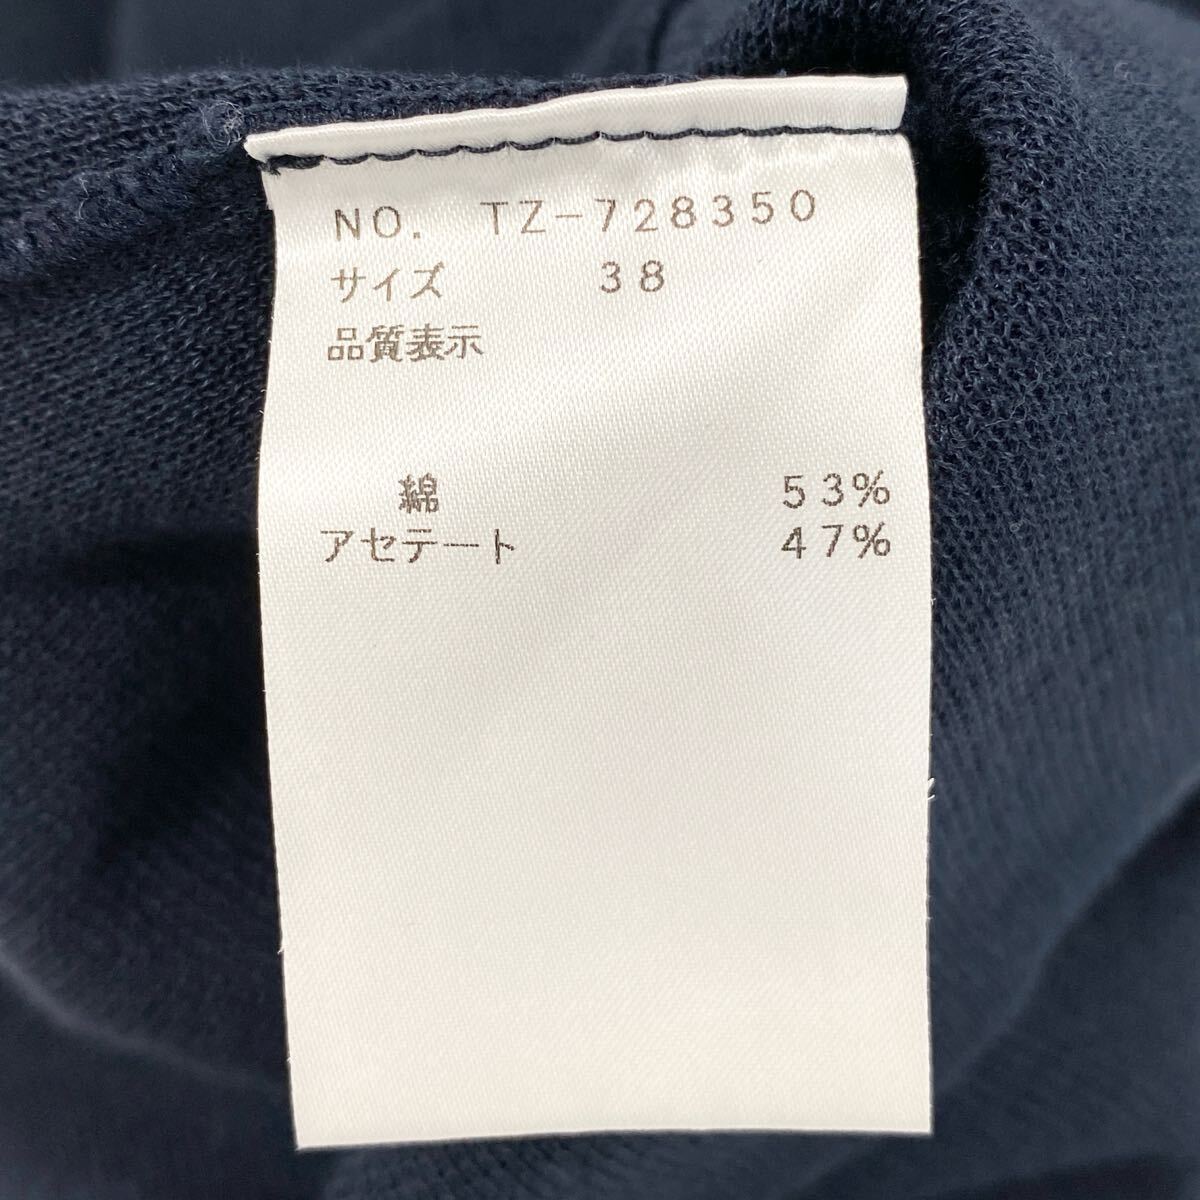 NO. TZ-728350
サイズ 38
品質表示
綿 53%
アセテート 47%